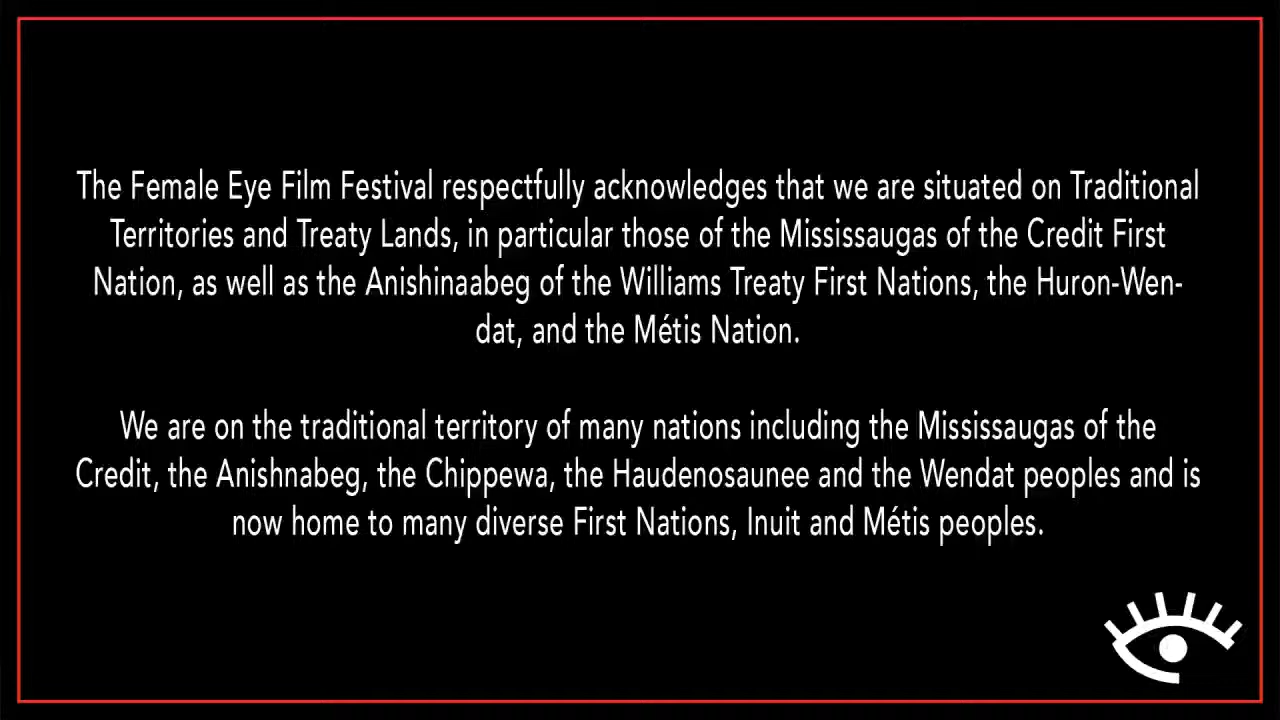 The Female Eye Film Festival respectfully acknowledges that we are situated on Traditional
Territories and Treaty Lands, in particular those of the Mississaugas of the Credit First
Nation, as well as the Anishinaabeg of the Williams Treaty First Nations, the Huron-Wen-
dat, and the Métis Nation.
We are on the traditional territory of many nations including the Mississaugas of the
Credit, the Anishnabeg, the Chippewa, the Haudenosaunee and the Wendat peoples and is
now home to many diverse First Nations, Inuit and Métis peoples.